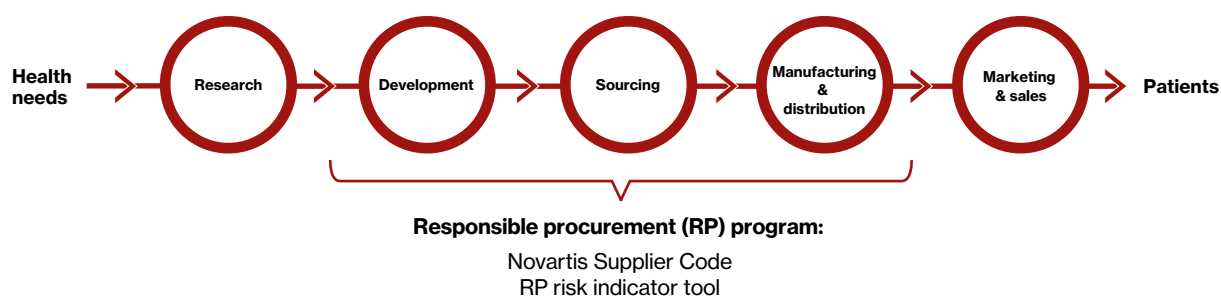 Health
needs
Research
Development
Sourcing
Manufacturing
&
distribution
Marketing
& sales
Patients
Responsible procurement (RP) program:
Novartis Supplier Code
RP risk indicator tool